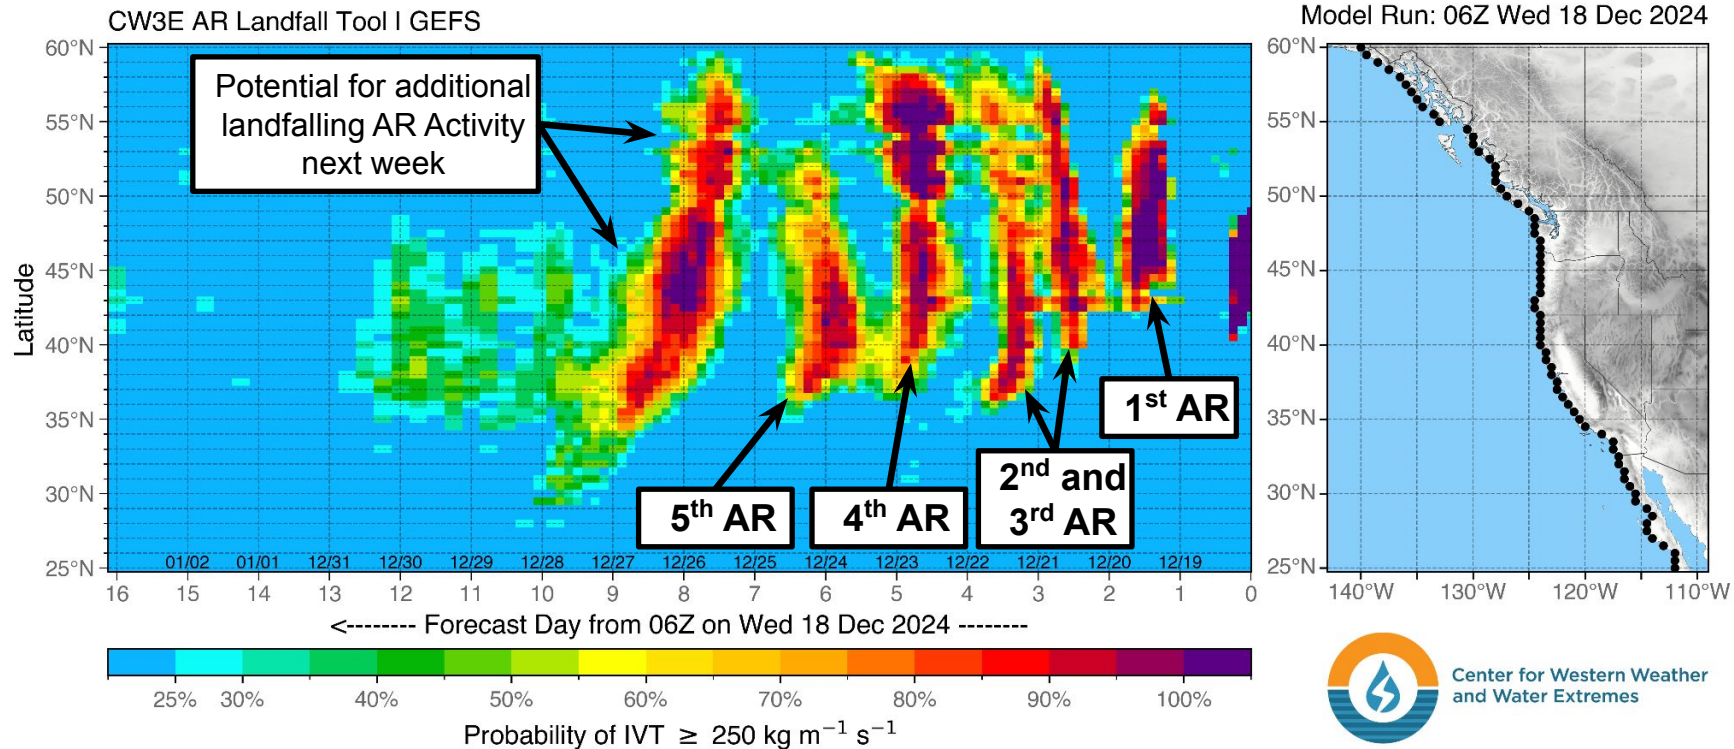 CW3E AR Landfall Tool | GEFS
Model Run: 06Z Wed 18 Dec 2024
60°N
55°N
50°N
45°N
40°N
35°N
30°N
25°N
Latitude
Potential for additional
landfalling AR Activity
next week
5th AR
4th AR
2nd and
3rd AR
1st AR
01/02 01/01 12/31 12/30 12/29 12/28 12/27 12/26 12/25 12/24 12/23 12/22 12/21 12/20 12/19
16 15 14 13 12 11 10 9 8 7 6 5 4 3 2 1 0
<-------- Forecast Day from 06Z on Wed 18 Dec 2024 --------
25% 30% 40% 50% 60% 70% 80% 90% 100%
Probability of IVT ≥ 250 kg m⁻¹ s⁻¹
60°N
55°N
50°N
45°N
40°N
35°N
30°N
25°N
140°W 130°W 120°W 110°W
Center for Western Weather
and Water Extremes